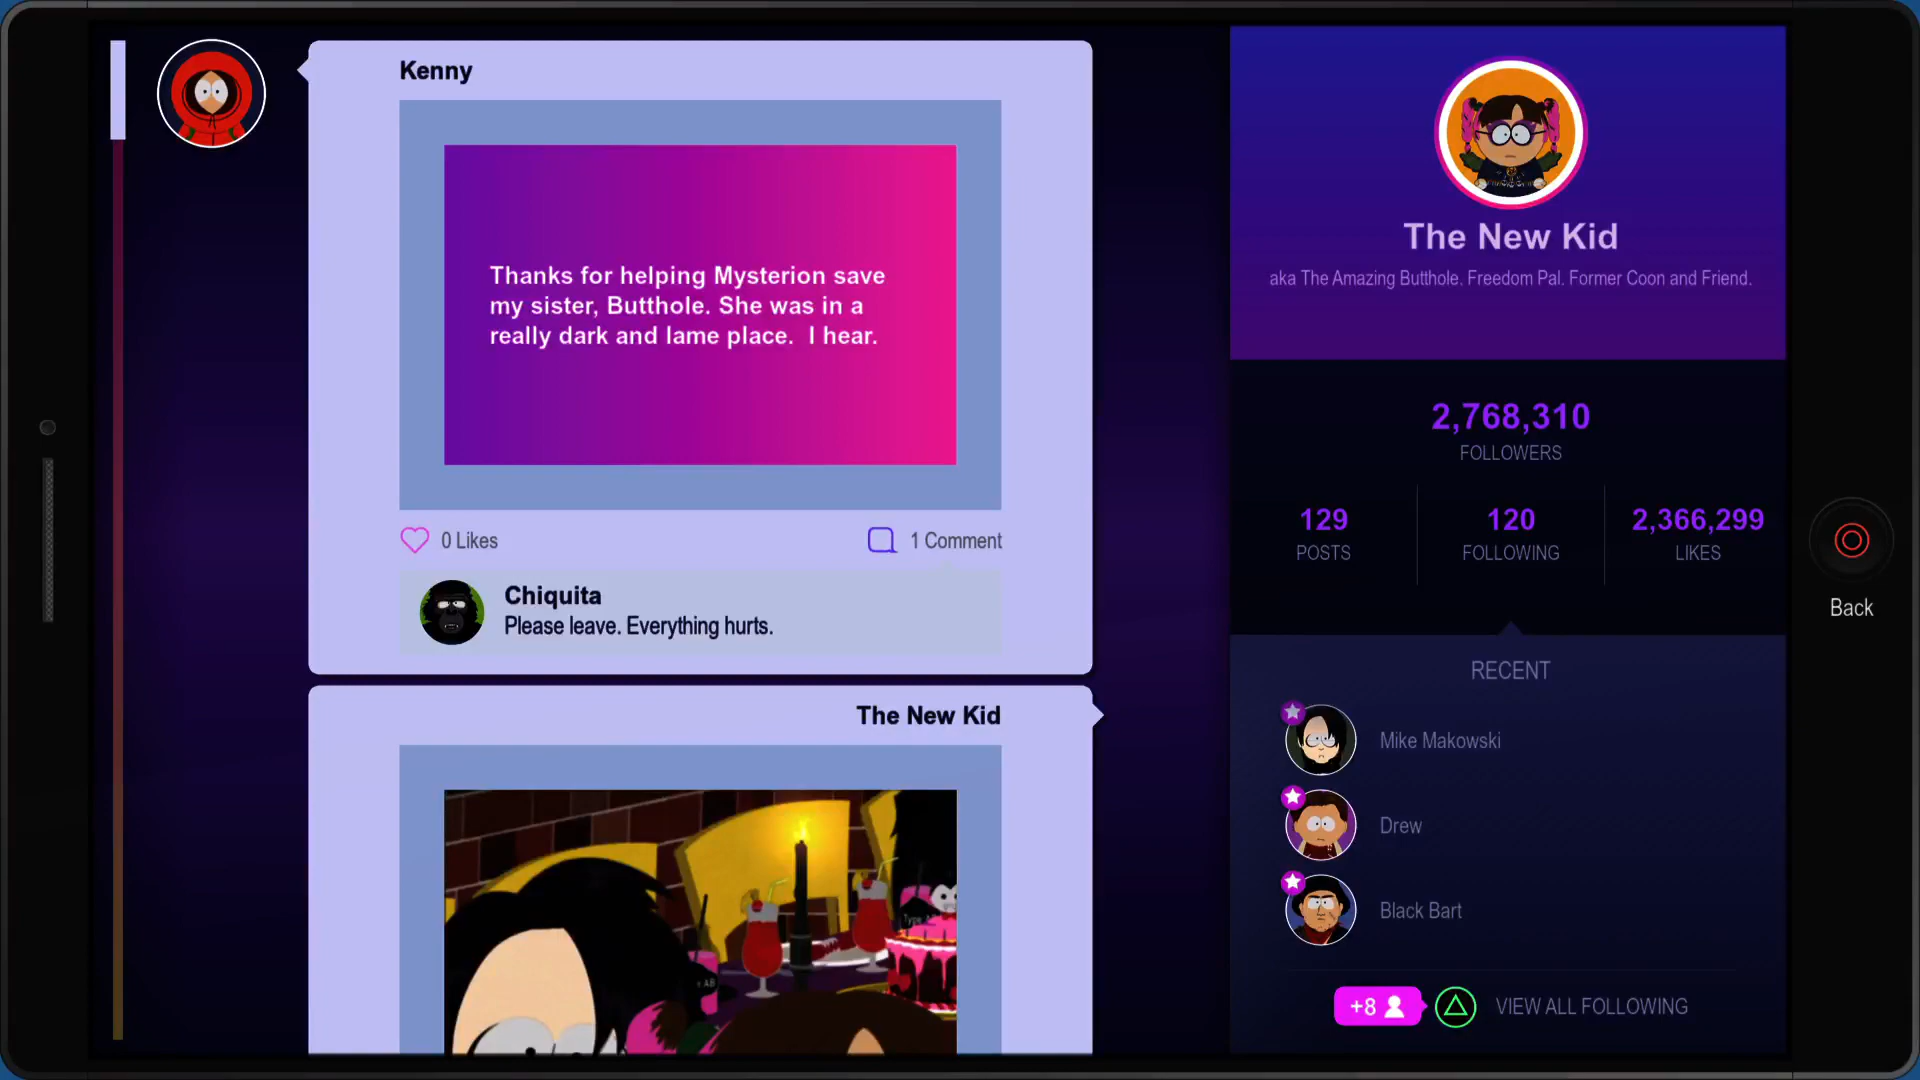 Kenny
Thanks for helping Mysterion save
my sister, Butthole. She was in a
really dark and lame place.  I hear.
0 Likes
1 Comment
Chiquita
Please leave. Everything hurts.
The New Kid
The New Kid
aka The Amazing Butthole. Freedom Pal. Former Coon and Friend.
2,768,310
FOLLOWERS
129
POSTS
120
FOLLOWING
2,366,299
LIKES
Back
RECENT
Mike Makowski
Drew
Black Bart
+8
VIEW ALL FOLLOWING